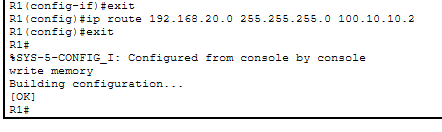 R1(config-if)#exit
R1(config)#ip route 192.168.20.0 255.255.255.0 100.10.10.2
R1(config)#exit
R1#
%SYS-5-CONFIG_I: Configured from console by console
write memory
Building configuration...
[OK]
R1#